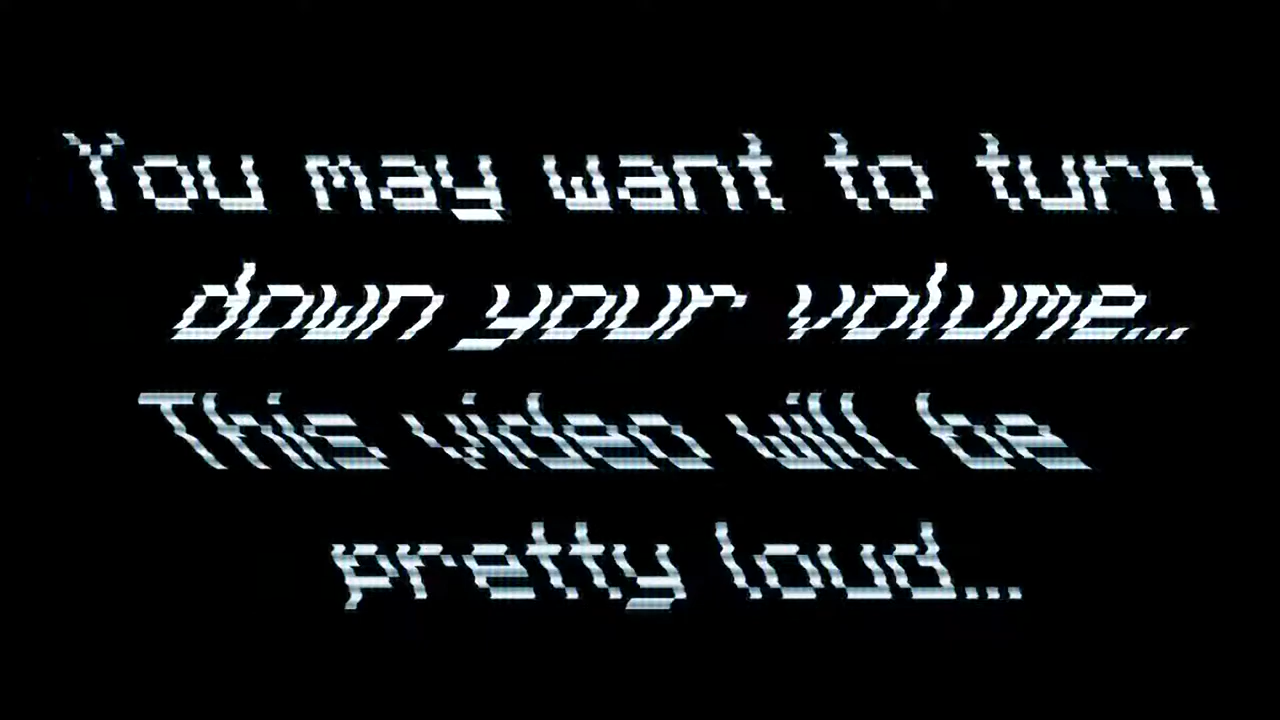 You may want to turn
down your volume...
This video will be
pretty loud...